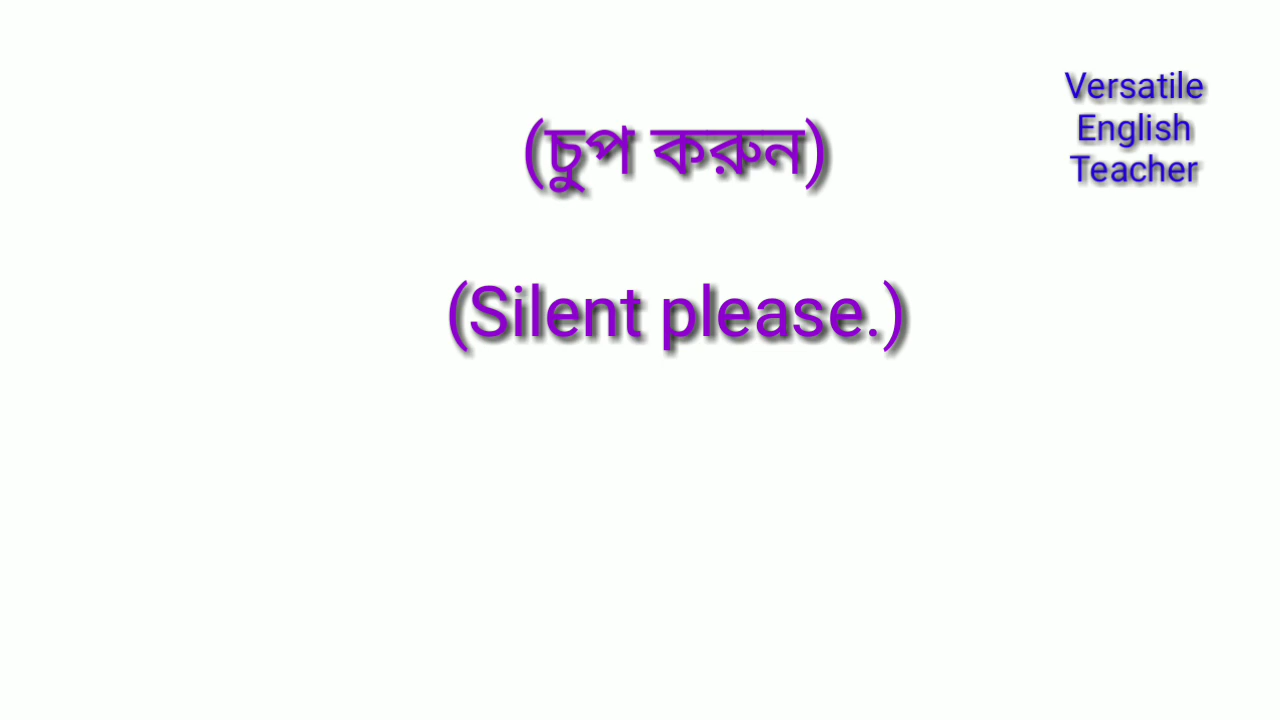 (চুপ করুন)
(Silent please.)
Versatile
English
Teacher